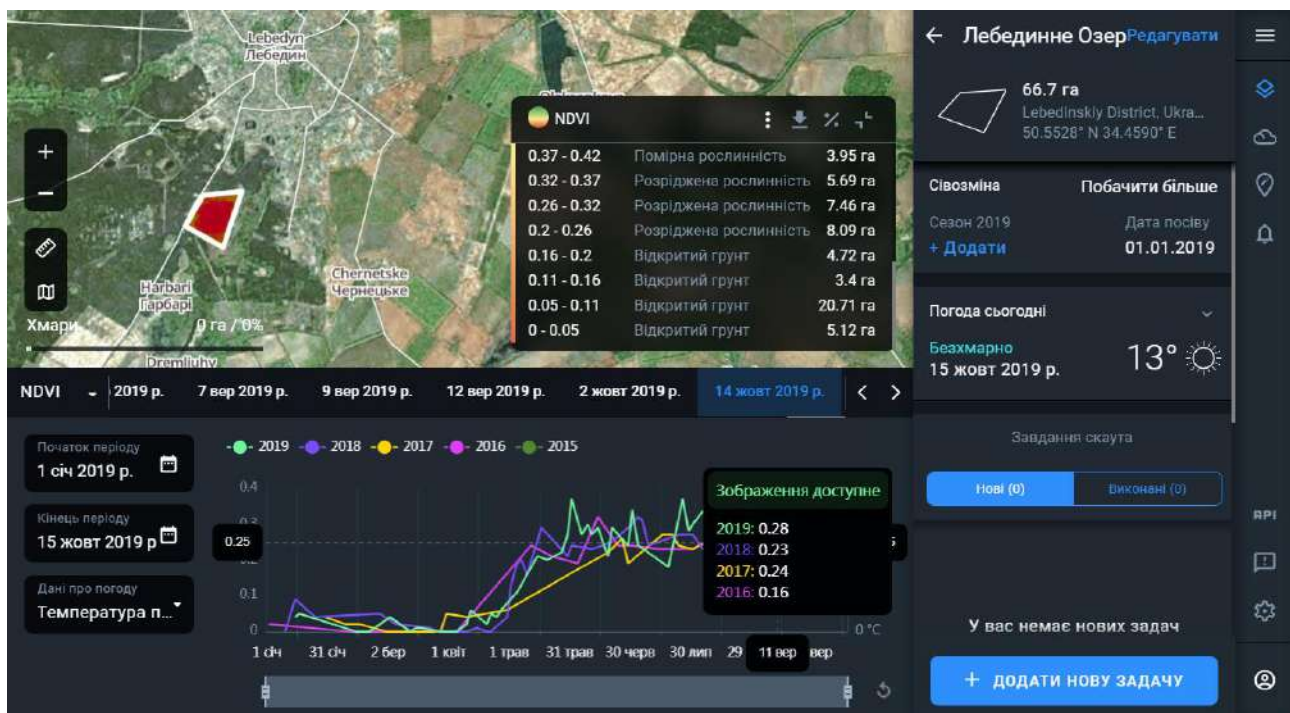 Lebedyn
Лебедин
Harbari
Гарбарі
Chernetske
Чернецьке
Dremliuhy
Хмари 0 га / 0%
NDVI
0.37 - 0.42 Помірна рослинність 3.95 га
0.32 - 0.37 Розріджена рослинність 5.69 га
0.26 - 0.32 Розріджена рослинність 7.46 га
0.2 - 0.26 Розріджена рослинність 8.09 га
0.16 - 0.2 Відкритий грунт 4.72 га
0.11 - 0.16 Відкритий грунт 3.4 га
0.05 - 0.11 Відкритий грунт 20.71 га
0 - 0.05 Відкритий грунт 5.12 га
NDVI 2019 р. 7 вер 2019 р. 9 вер 2019 р. 12 вер 2019 р. 2 жовт 2019 р. 14 жовт 2019 р.
Початок періоду
1 січ 2019 р.
Кінець періоду
15 жовт 2019 р
Дані про погоду
Температура п...
2019 2018 2017 2016 2015
0.4
0.3
0.25
0.1
0
0 °C
Зображення доступне
2019: 0.28
2018: 0.23
2017: 0.24
2016: 0.16
1 січ 31 січ 2 бер 1 квіт 1 трав 31 трав 30 черв 30 лип 29 11 вер вер
Лебединне Озер Редагувати
66.7 га
Lebedinskiy District, Ukra...
50.5528° N 34.4590° E
Сівозміна Побачити більше
Сезон 2019 Дата посіву
+ Додати 01.01.2019
Погода сьогодні
Безхмарно
15 жовт 2019 р.
13°
Завдання скаута
Нові (0) Виконані (0)
У вас немає нових задач
+ ДОДАТИ НОВУ ЗАДАЧУ
API